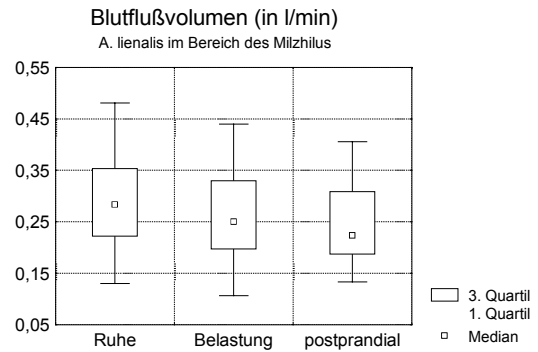 Blutflußvolumen (in l/min)
A. lienalis im Bereich des Milzhilus
0,55
0,45
0,35
0,25
0,15
0,05
Ruhe Belastung postprandial
3. Quartil
1. Quartil
Median